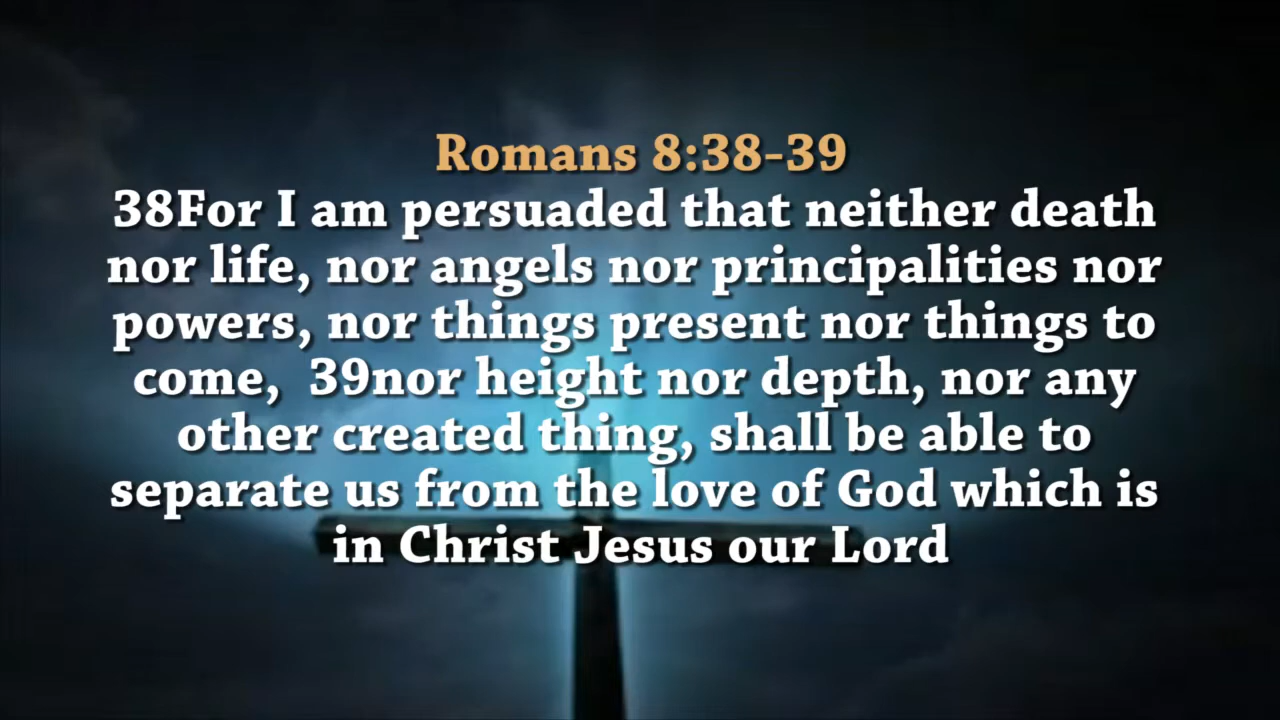 Romans 8:38-39
38For I am persuaded that neither death
nor life, nor angels nor principalities nor
powers, nor things present nor things to
come,  39nor height nor depth, nor any
other created thing, shall be able to
separate us from the love of God which is
in Christ Jesus our Lord